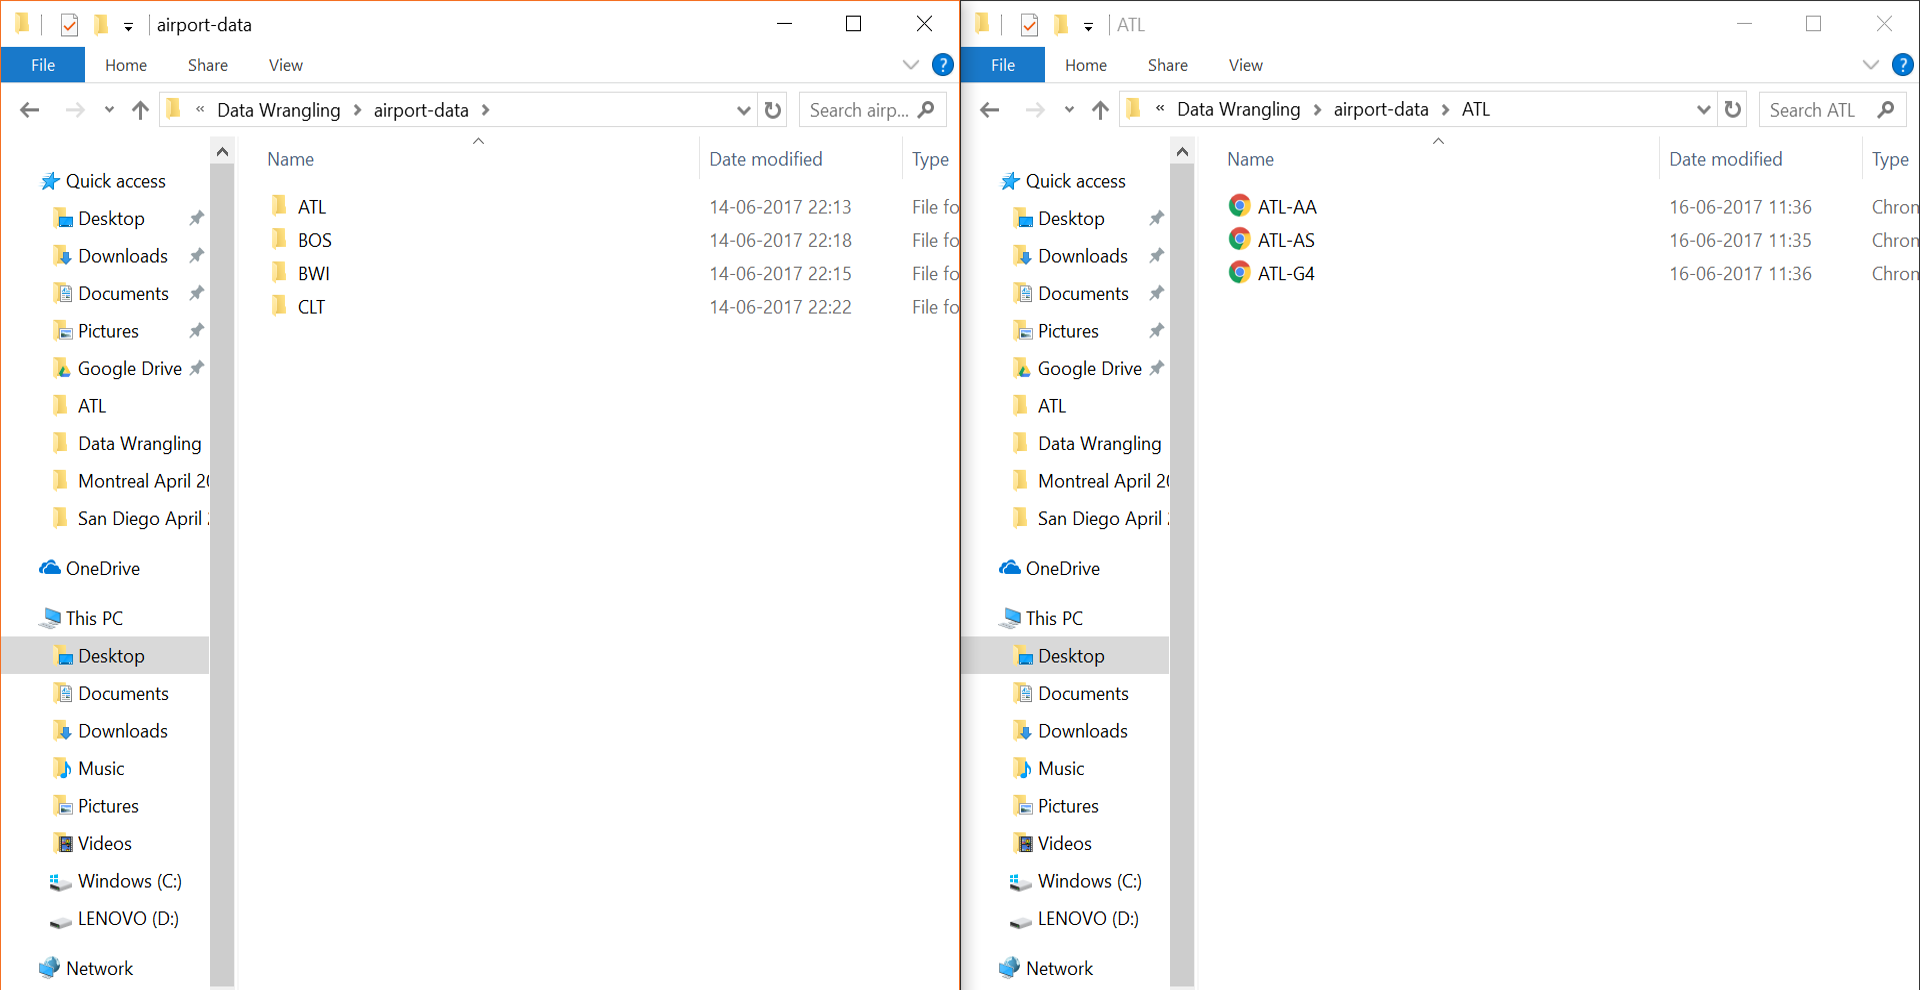 airport-data
File Home Share View
« Data Wrangling > airport-data > Search airp...
Name Date modified Type
Quick access
Desktop
Downloads
Documents
Pictures
Google Drive
ATL
Data Wrangling
Montreal April 20
San Diego April
OneDrive
This PC
Desktop
Documents
Downloads
Music
Pictures
Videos
Windows (C:)
LENOVO (D:)
Network
ATL 14-06-2017 22:13 File fo
BOS 14-06-2017 22:18 File fo
BWI 14-06-2017 22:15 File fo
CLT 14-06-2017 22:22 File fo
ATL
File Home Share View
« Data Wrangling > airport-data > ATL Search ATL
Name Date modified Type
Quick access
Desktop
Downloads
Documents
Pictures
Google Drive
ATL
Data Wrangling
Montreal April 20
San Diego April
OneDrive
This PC
Desktop
Documents
Downloads
Music
Pictures
Videos
Windows (C:)
LENOVO (D:)
Network
ATL-AA 16-06-2017 11:36 Chron
ATL-AS 16-06-2017 11:35 Chron
ATL-G4 16-06-2017 11:36 Chron